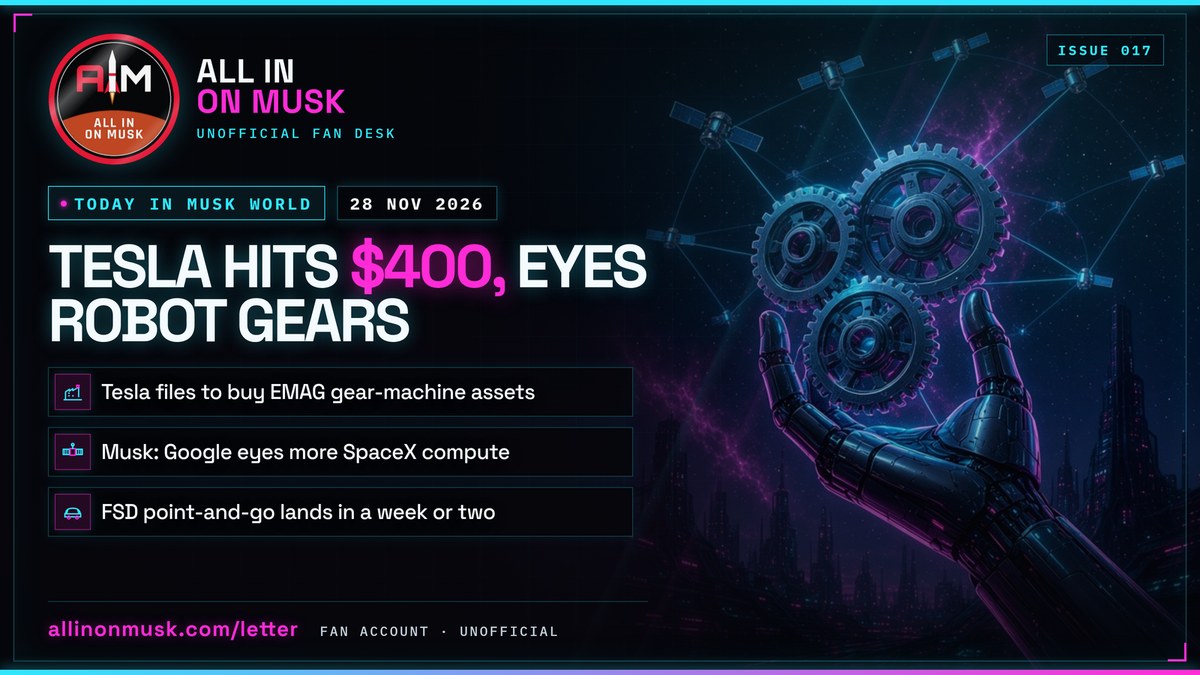 AiM
ALL IN
ON MUSK
ALL IN
ON MUSK
UNOFFICIAL FAN DESK
ISSUE 017
TODAY IN MUSK WORLD
28 NOV 2026
TESLA HITS $400, EYES
ROBOT GEARS
Tesla files to buy EMAG gear-machine assets
Musk: Google eyes more SpaceX compute
FSD point-and-go lands in a week or two
allinonmusk.com/letter
FAN ACCOUNT · UNOFFICIAL